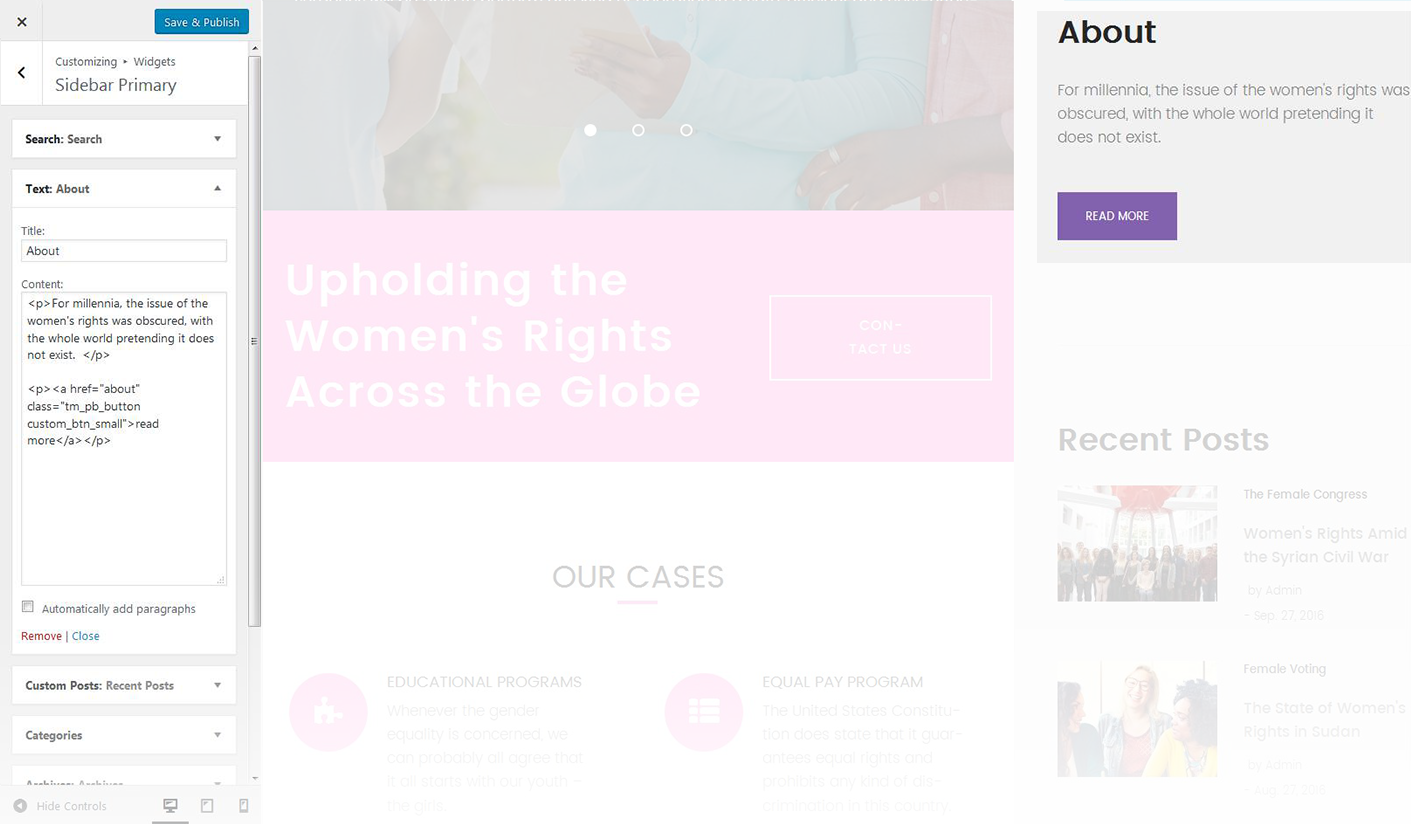 Save & Publish
Customizing ▸ Widgets
Sidebar Primary
Search: Search
Text: About
Title:
About
Content:
<p>For millennia, the issue of the
women's rights was obscured, with
the whole world pretending it does
not exist.  </p>
<p><a href="about"
class="tm_pb_button
custom_btn_small">read
more</a></p>
Automatically add paragraphs
Remove | Close
Custom Posts: Recent Posts
Categories
Archives: Archives
Hide Controls
Upholding the
Women's Rights
Across the Globe
CON-
TACT US
OUR CASES
EDUCATIONAL PROGRAMS
Whenever the gender
equality is concerned, we
can probably all agree that
it all starts with our youth -
the girls.
EQUAL PAY PROGRAM
The United States Constitu-
tion does state that it guar-
antees equal rights and
prohibits any kind of dis-
crimination in this country
About
For millennia, the issue of the women's rights was
obscured, with the whole world pretending it
does not exist.
READ MORE
Recent Posts
The Female Congress
Women's Rights Amid
the Syrian Civil War
by Admin
- Sep. 27, 2016
Female Voting
The State of Women's
Rights in Sudan
by Admin
- Aug. 27, 2016